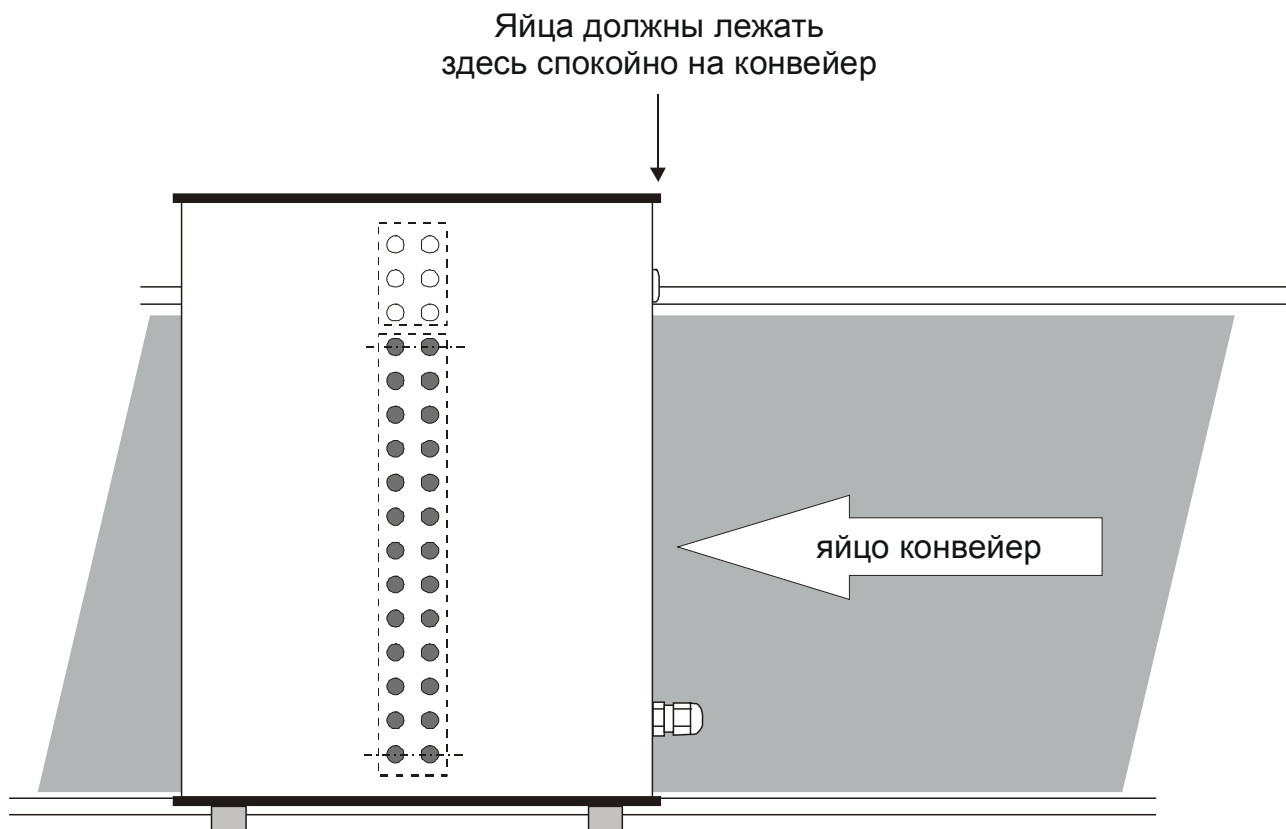 Яйца должны лежать
здесь спокойно на конвейер
яйцо конвейер